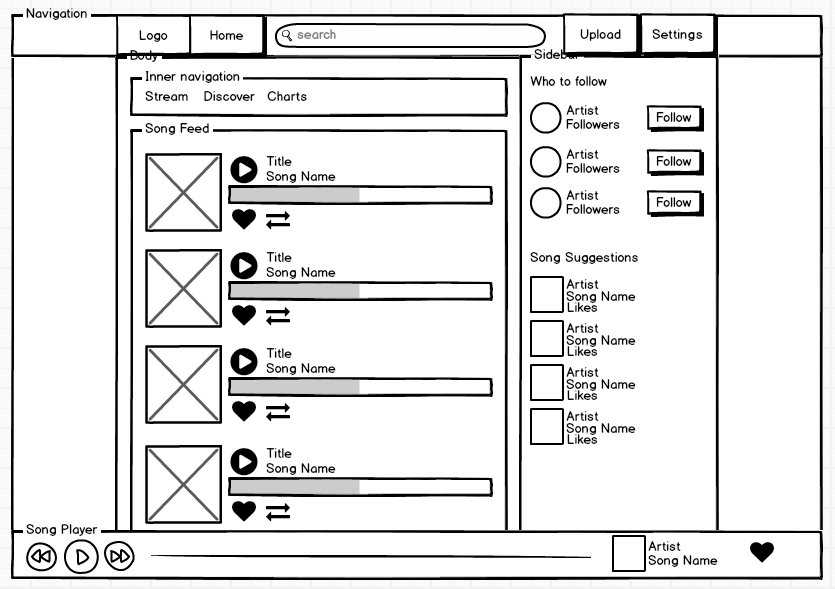 Navigation
Logo Home search Upload Settings
Body
Sidebar
Inner navigation
Stream Discover Charts
Song Feed
Title
Song Name
Title
Song Name
Title
Song Name
Title
Song Name
Who to follow
Artist
Followers
Follow
Artist
Followers
Follow
Artist
Followers
Follow
Song Suggestions
Artist
Song Name
Likes
Artist
Song Name
Likes
Artist
Song Name
Likes
Artist
Song Name
Likes
Song Player
Artist
Song Name